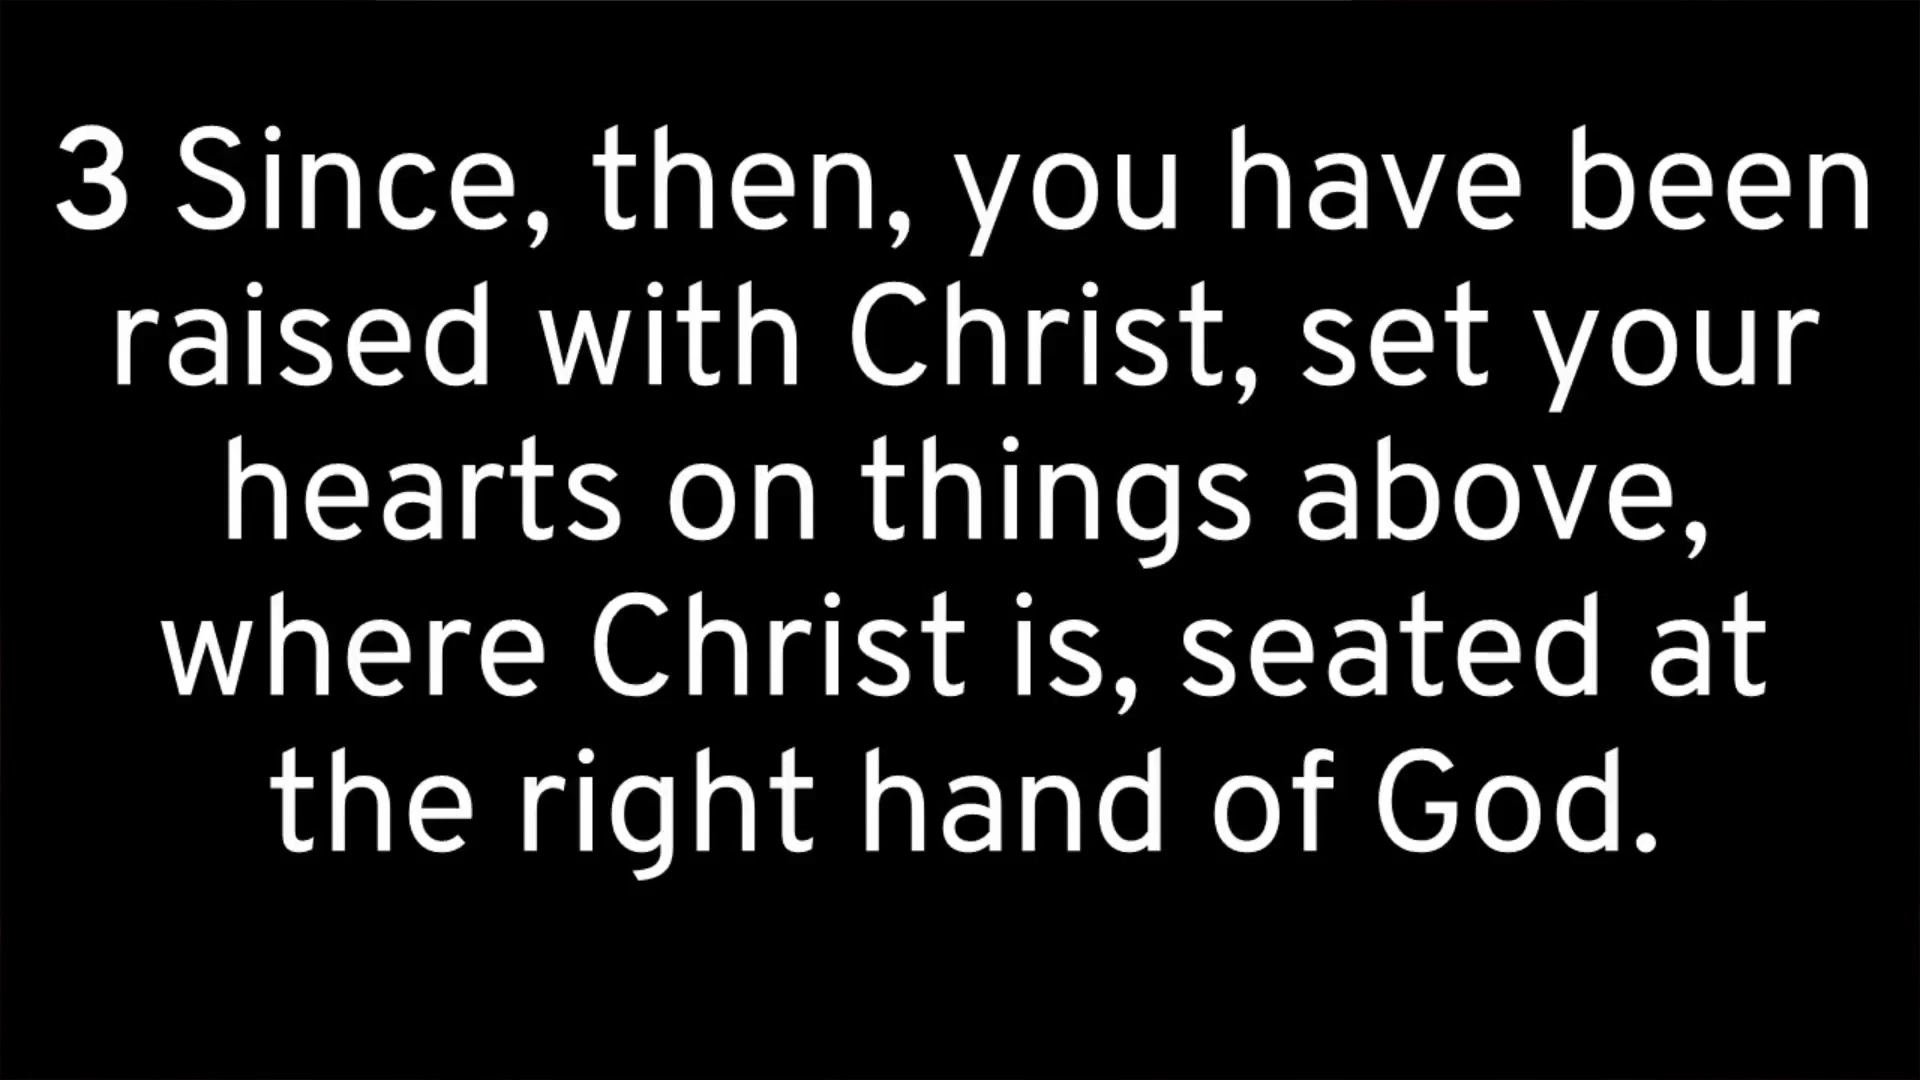 3 Since, then, you have been
raised with Christ, set your
hearts on things above,
where Christ is, seated at
the right hand of God.